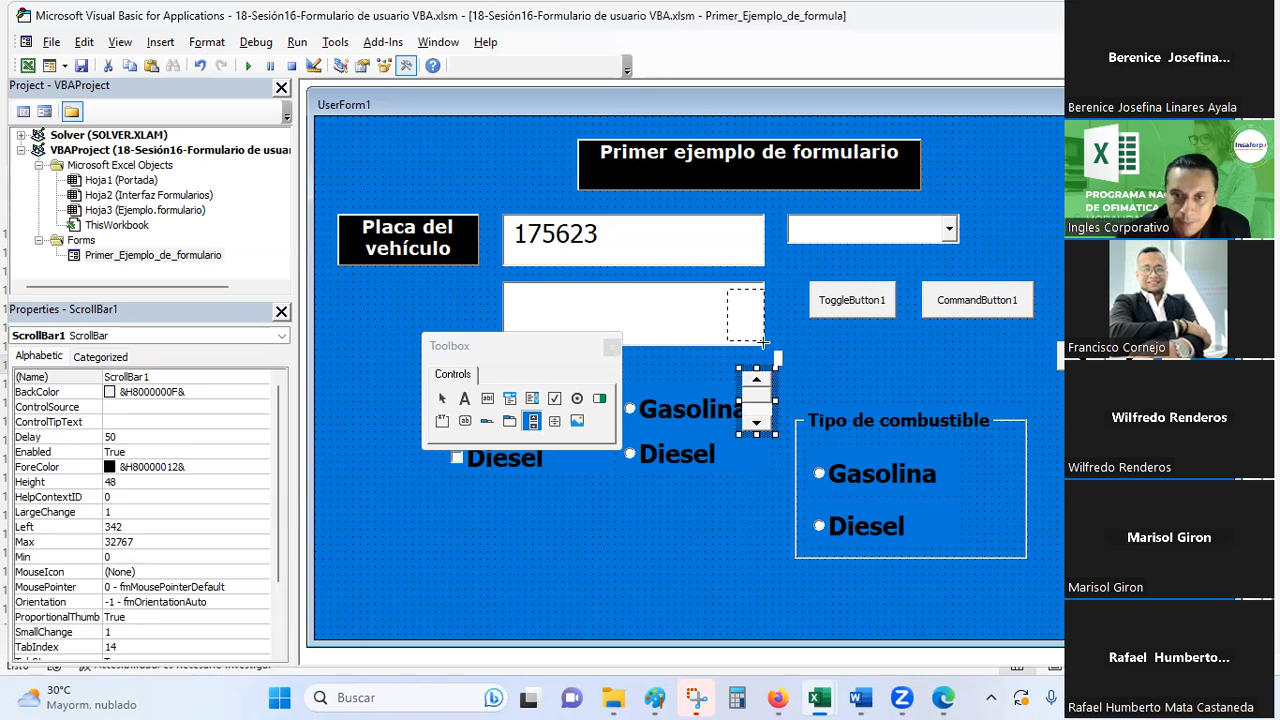 Microsoft Visual Basic for Applications - 18-Sesión16-Formulario de usuario VBA.xlsm - [18-Sesión16-Formulario de usuario VBA.xlsm - Primer_Ejemplo_de_formula]
File Edit View Insert Format Debug Run Tools Add-Ins Window Help
Project - VBAProject
Solver (SOLVER.XLAM)
VBAProject (18-Sesión16-Formulario de usuar
Microsoft Excel Objects
Hoja1 (Portada)
Hoja2 (Interfaz Formularios)
Hoja3 (Ejemplo.formulario)
ThisWorkbook
Forms
Primer_Ejemplo_de_formulario
Properties - ScrollBar1
ScrollBar1 ScrollBar
Alphabetic Categorized
(Name) ScrollBar1
BackColor &H8000000F&
ControlSource
ControlTipText
Delay 50
Enabled True
ForeColor &H80000012&
Height 48
HelpContextID 0
LargeChange 1
Left 342
Max 32767
Min 0
MouseIcon (None)
MousePointer 0 - fmMousePointerDefault
Orientation -1 - fmOrientationAuto
ProportionalThumb True
SmallChange 1
TabIndex 14
UserForm1
Primer ejemplo de formulario
Placa del
vehículo
175623
ToggleButton1
CommandButton1
Toolbox
Controls
Gasolina
Diesel
Diesel
Tipo de combustible
Gasolina
Diesel
Berenice Josefina...
Berenice Josefina Linares Ayala
Insaforp
PROGRAMA NA
DE OFIMATICA
Ingles Corporativo
Francisco Cornejo
Wilfredo Renderos
Wilfredo Renderos
Marisol Giron
Marisol Giron
Rafael Humberto...
Rafael Humberto Mata Castaneda
30°C
Mayorm. nublado
Buscar